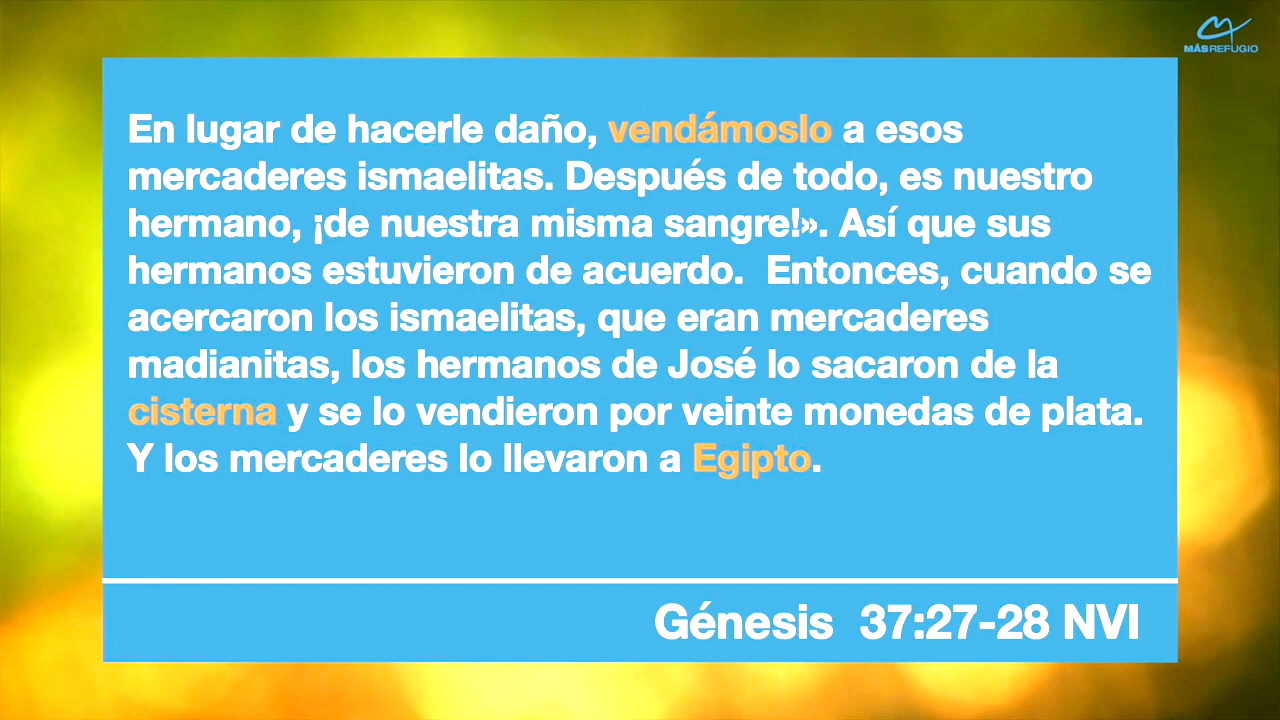 MÁSREFUGIO
En lugar de hacerle daño, vendámoslo a esos
mercaderes ismaelitas. Después de todo, es nuestro
hermano, ¡de nuestra misma sangre!». Así que sus
hermanos estuvieron de acuerdo.  Entonces, cuando se
acercaron los ismaelitas, que eran mercaderes
madianitas, los hermanos de José lo sacaron de la
cisterna y se lo vendieron por veinte monedas de plata.
Y los mercaderes lo llevaron a Egipto.
Génesis  37:27-28 NVI